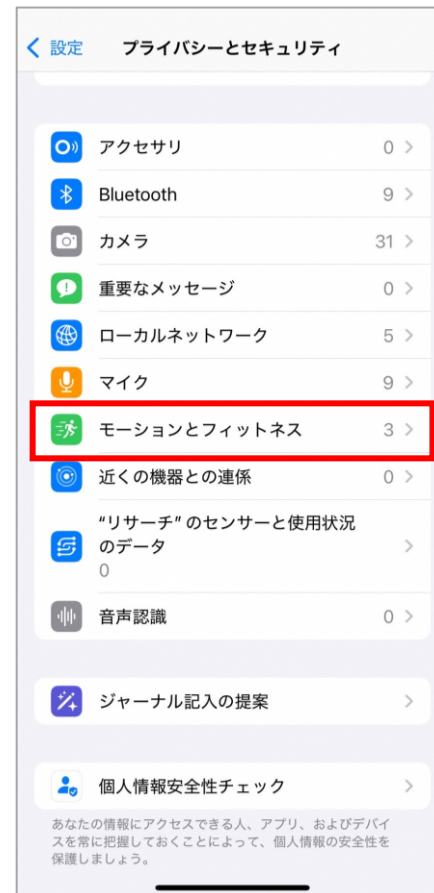 設定 プライバシーとセキュリティ
アクセサリ 0
Bluetooth 9
カメラ 31
重要なメッセージ 0
ローカルネットワーク 5
マイク 9
モーションとフィットネス 3
近くの機器との連係 0
“リサーチ” のセンサーと使用状況
のデータ
0
音声認識 0
ジャーナル記入の提案
個人情報安全性チェック
あなたの情報にアクセスできる人、アプリ、およびデバイ
スを常に把握しておくことによって、個人情報の安全性を
保護しましょう。